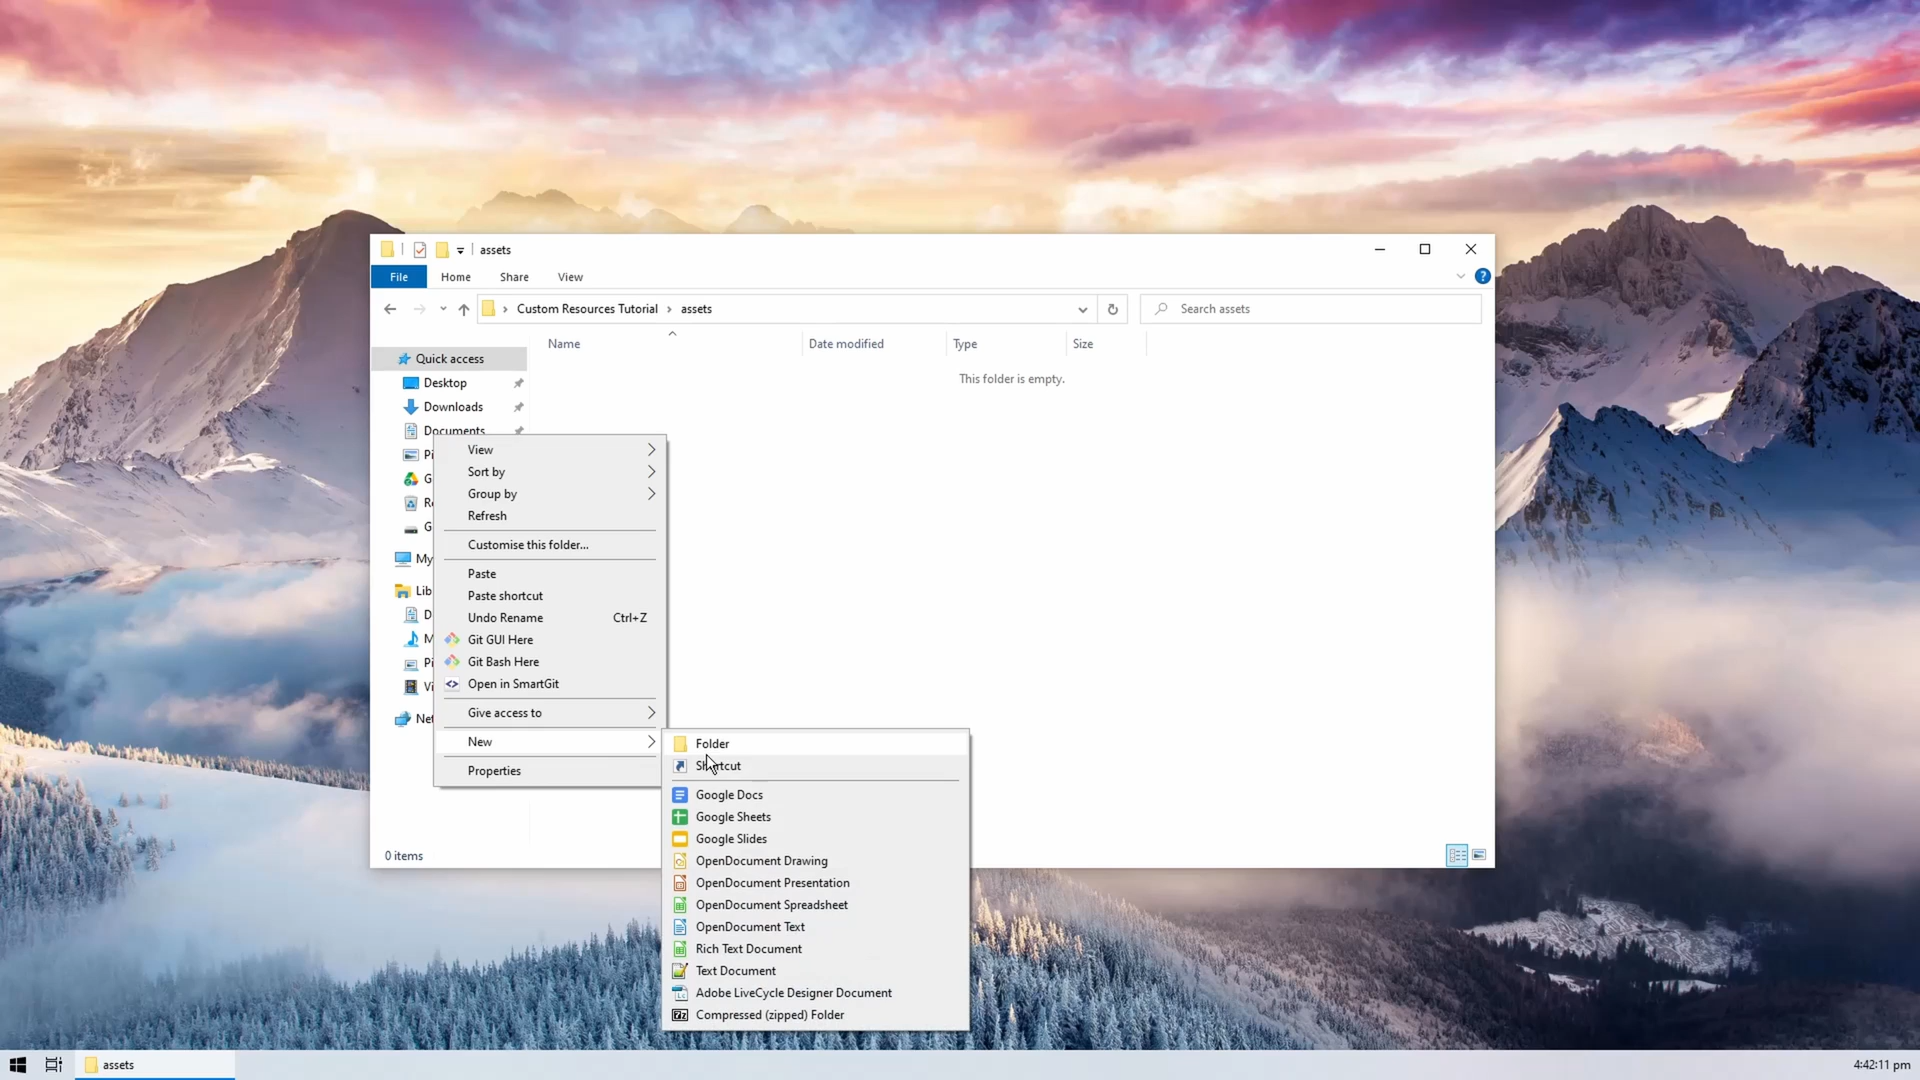 assets
File
Home
Share
View
Custom Resources Tutorial
assets
Search assets
Name
Date modified
Type
Size
This folder is empty.
Quick access
Desktop
Downloads
Documents
My
Lib
View
Sort by
Group by
Refresh
Customise this folder...
Paste
Paste shortcut
Undo Rename Ctrl+Z
Git GUI Here
Git Bash Here
Open in SmartGit
Give access to
New
Properties
Folder
Shortcut
Google Docs
Google Sheets
Google Slides
OpenDocument Drawing
OpenDocument Presentation
OpenDocument Spreadsheet
OpenDocument Text
Rich Text Document
Text Document
Adobe LiveCycle Designer Document
Compressed (zipped) Folder
0 items
assets
4:42:11 pm